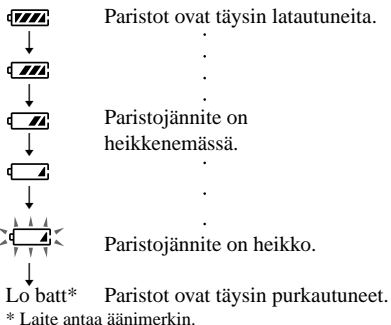 Paristot ovat täysin latautuneita.
.
.
.
Paristojännite on
heikkenemässä.
.
.
.
Paristojännite on heikko.
Lo batt* Paristot ovat täysin purkautuneet.
* Laite antaa äänimerkin.